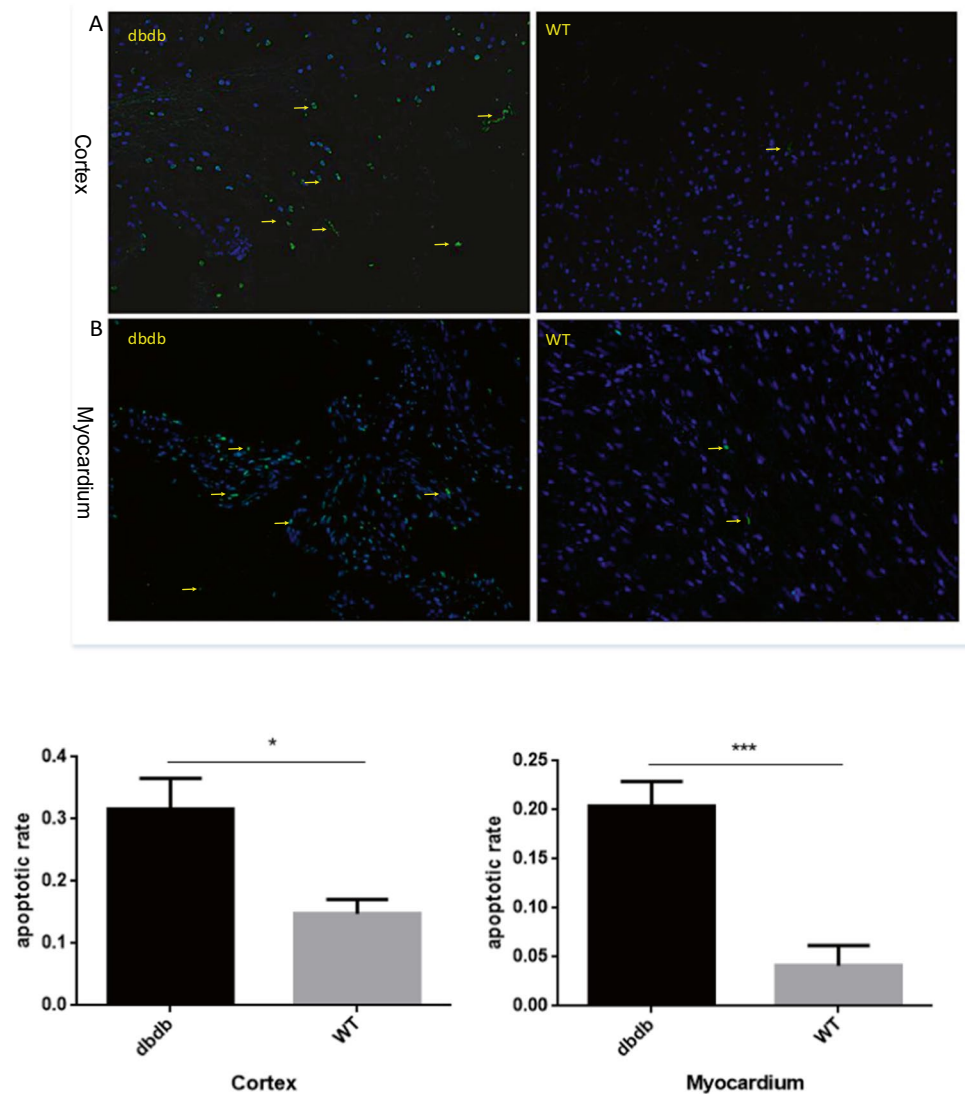 A
dbdb
WT
Cortex
B
dbdb
WT
Myocardium
*
0.4
0.3
0.2
0.1
0.0
apoptotic rate
dbdb
WT
Cortex
***
0.25
0.20
0.15
0.10
0.05
0.00
apoptotic rate
dbdb
WT
Myocardium